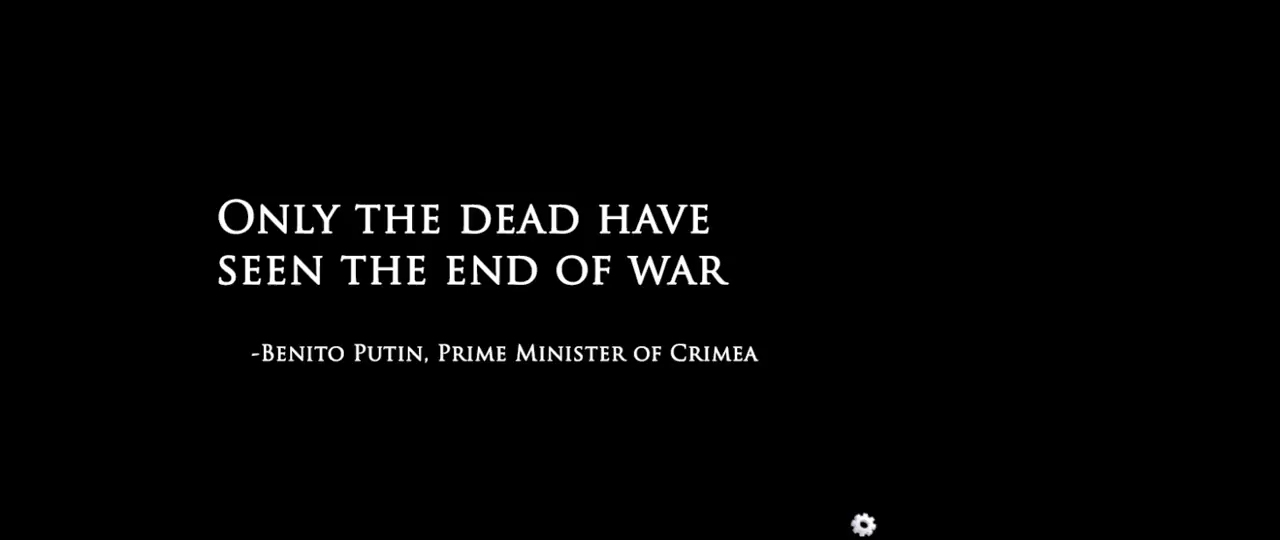 Only the dead have
seen the end of war
-Benito Putin, Prime Minister of Crimea